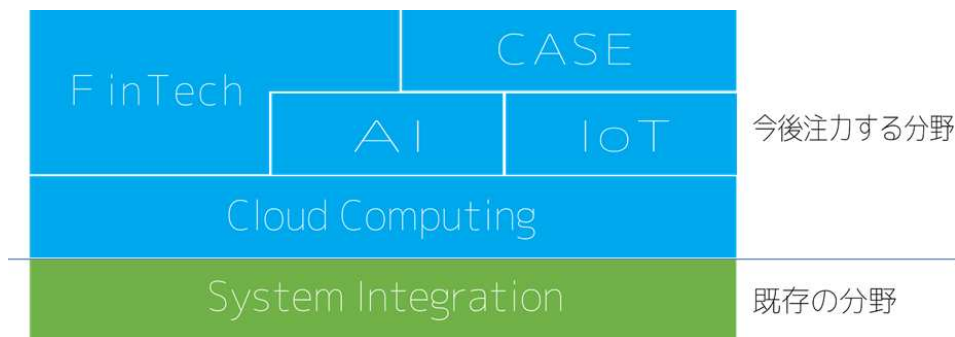 CASE
FinTech
AI
IoT
今後注力する分野
Cloud Computing
System Integration
既存の分野